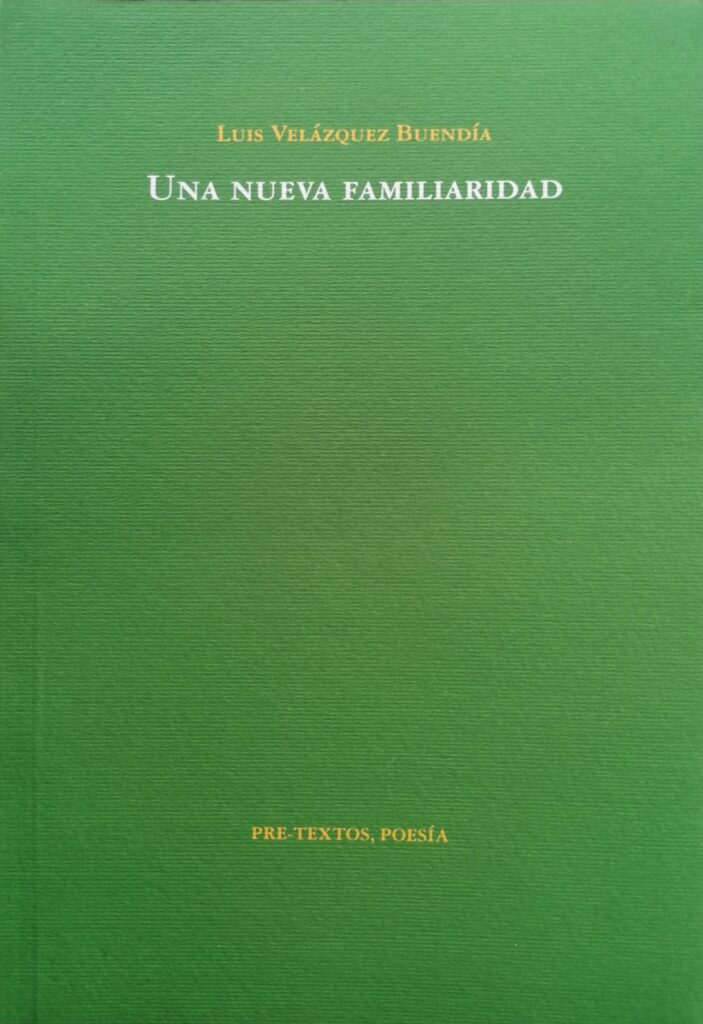 Luis Velázquez Buendía
Una nueva familiaridad
PRE-TEXTOS, POESÍA